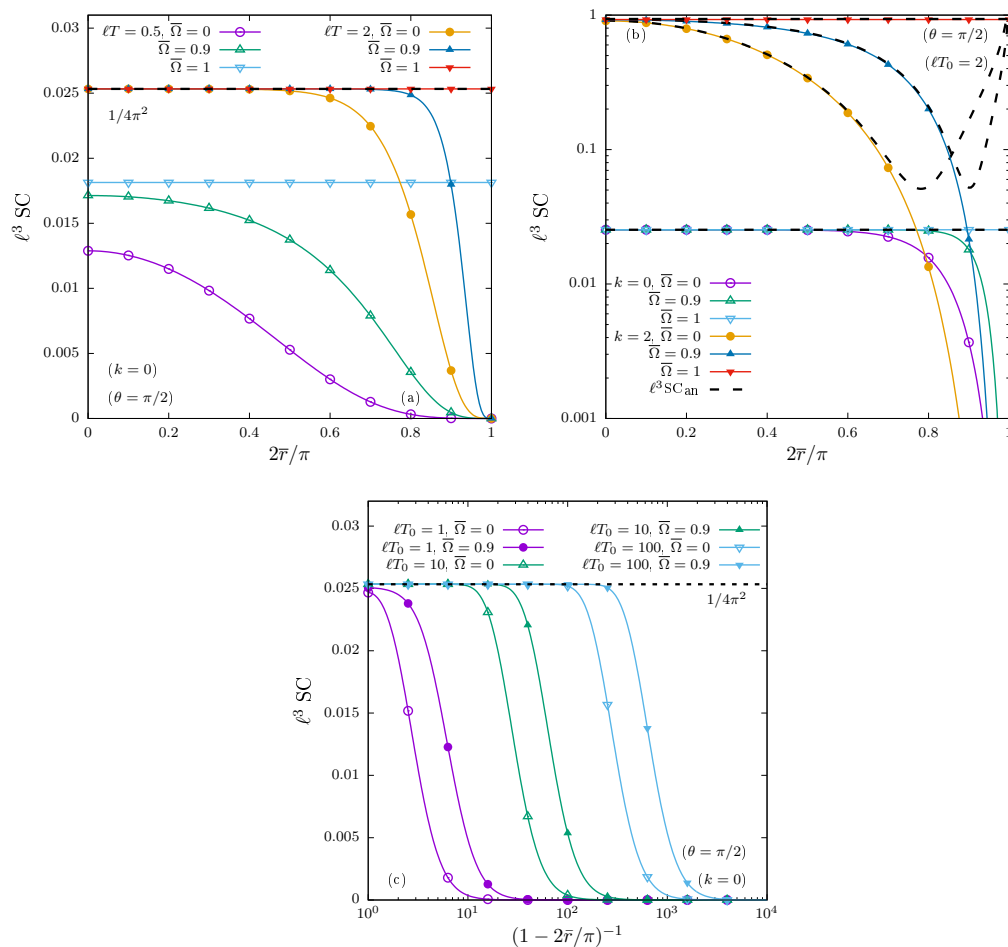 0.03
0.025
0.02
0.015
0.01
0.005
0
ℓ³ SC
ℓT = 0.5, Ω̅ = 0
Ω̅ = 0.9
Ω̅ = 1
ℓT = 2, Ω̅ = 0
Ω̅ = 0.9
Ω̅ = 1
1/4π²
(k = 0)
(θ = π/2)
(a)
0 0.2 0.4 0.6 0.8 1
2r̅/π
1
0.1
0.01
0.001
ℓ³ SC
(b)
(θ = π/2)
(ℓT₀ = 2)
k = 0, Ω̅ = 0
Ω̅ = 0.9
Ω̅ = 1
k = 2, Ω̅ = 0
Ω̅ = 0.9
Ω̅ = 1
ℓ³SC_an
0 0.2 0.4 0.6 0.8 1
2r̅/π
0.03
0.025
0.02
0.015
0.01
0.005
0
ℓ³ SC
ℓT₀ = 1, Ω̅ = 0
ℓT₀ = 1, Ω̅ = 0.9
ℓT₀ = 10, Ω̅ = 0
ℓT₀ = 10, Ω̅ = 0.9
ℓT₀ = 100, Ω̅ = 0
ℓT₀ = 100, Ω̅ = 0.9
1/4π²
(θ = π/2)
(k = 0)
(c)
10⁰ 10¹ 10² 10³ 10⁴
(1 − 2r̅/π)⁻¹